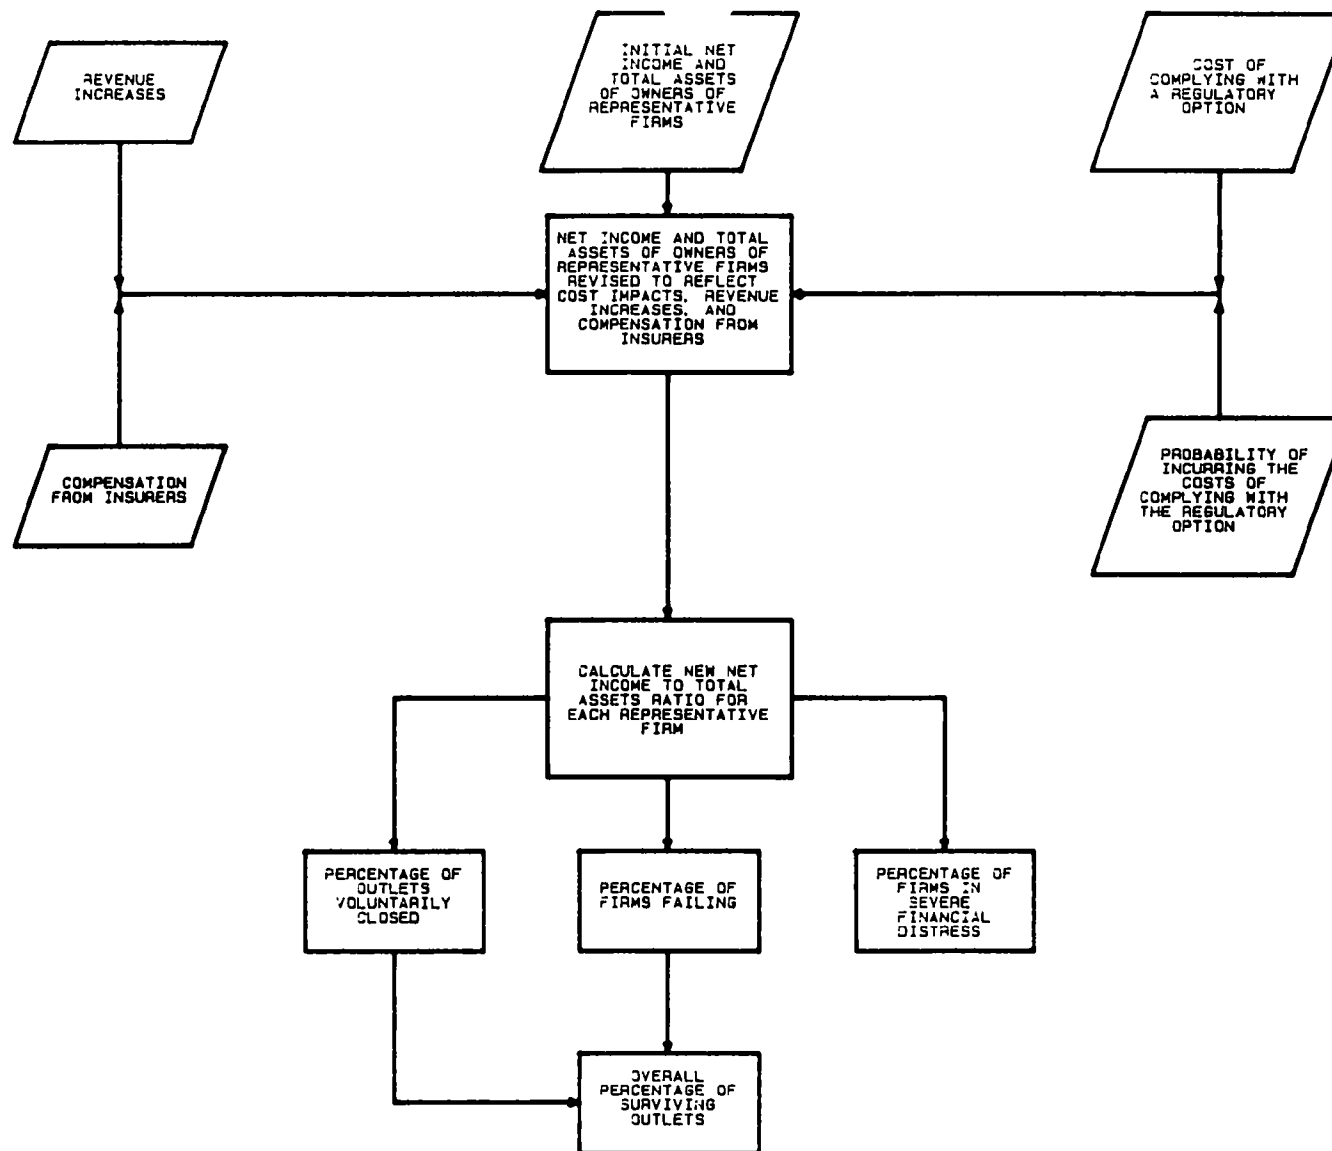 REVENUE
INCREASES
INITIAL NET
INCOME AND
TOTAL ASSETS
OF OWNERS OF
REPRESENTATIVE
FIRMS
COST OF
COMPLYING WITH
A REGULATORY
OPTION
NET INCOME AND TOTAL
ASSETS OF OWNERS OF
REPRESENTATIVE FIRMS
REVISED TO REFLECT
COST IMPACTS, REVENUE
INCREASES, AND
COMPENSATION FROM
INSURERS
COMPENSATION
FROM INSURERS
PROBABILITY OF
INCURRING THE
COSTS OF
COMPLYING WITH
THE REGULATORY
OPTION
CALCULATE NEW NET
INCOME TO TOTAL
ASSETS RATIO FOR
EACH REPRESENTATIVE
FIRM
PERCENTAGE OF
OUTLETS
VOLUNTARILY
CLOSED
PERCENTAGE OF
FIRMS FAILING
PERCENTAGE OF
FIRMS IN
SEVERE
FINANCIAL
DISTRESS
OVERALL
PERCENTAGE OF
SURVIVING
OUTLETS